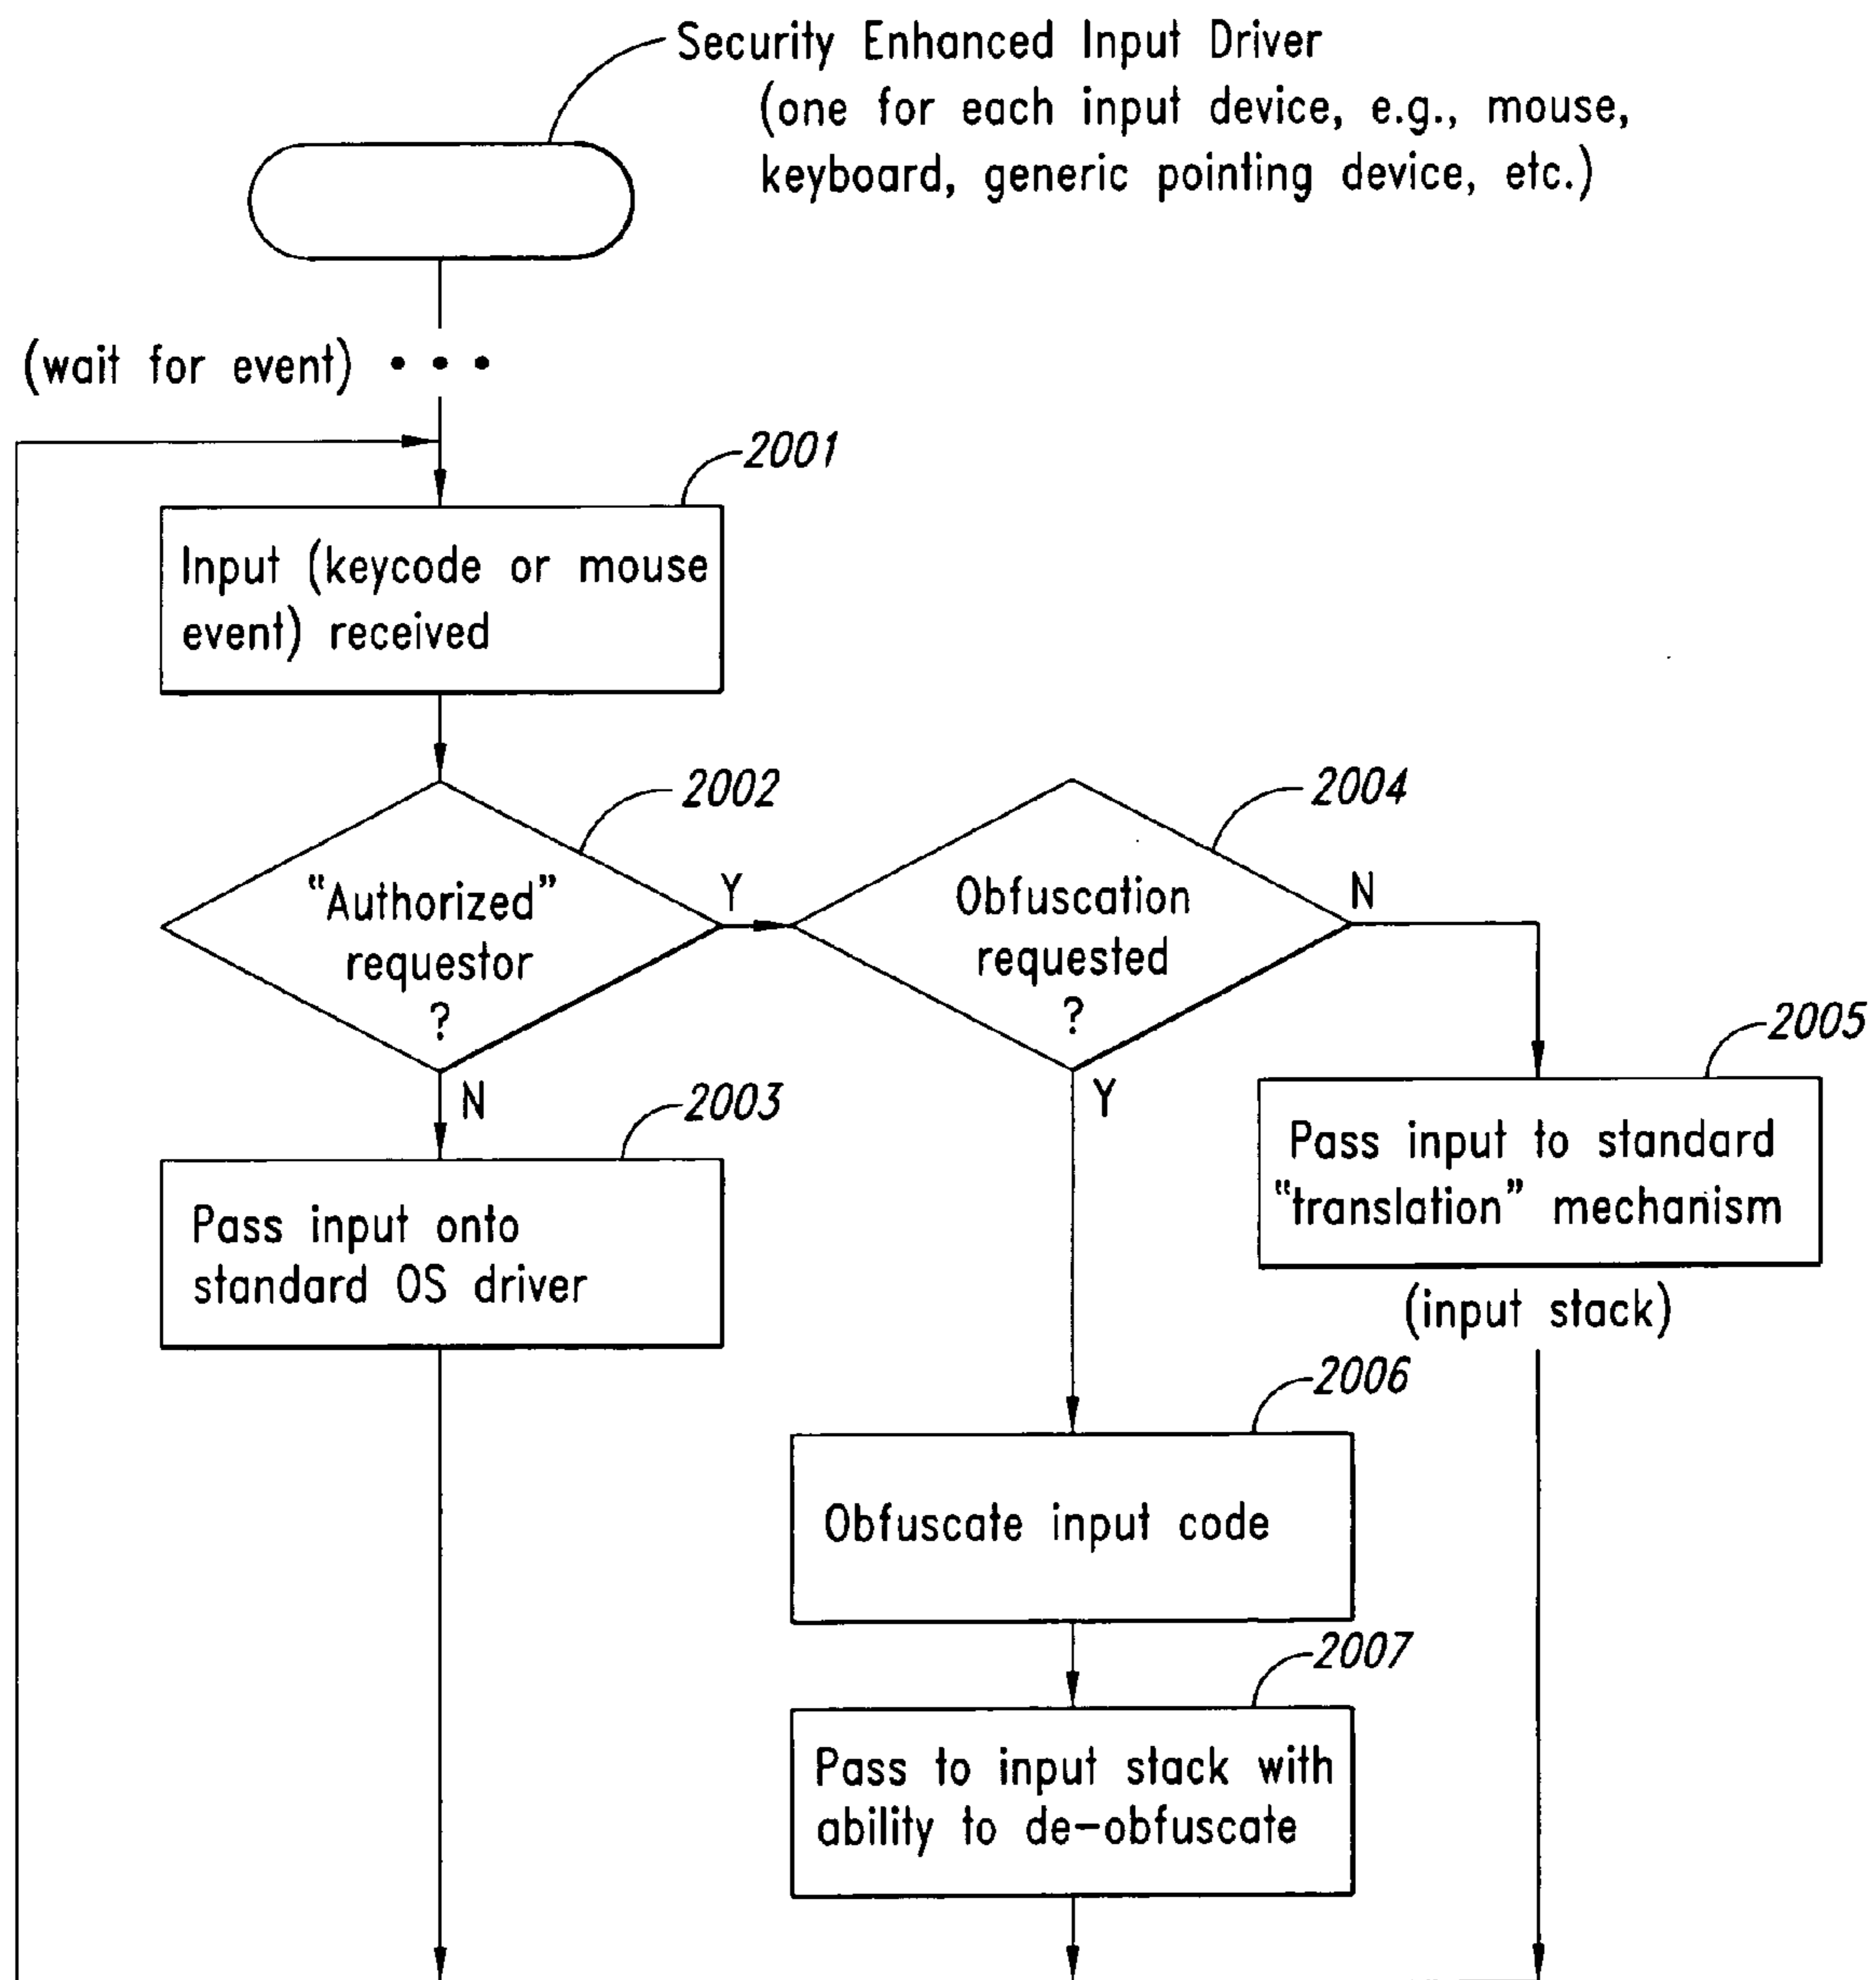 Security Enhanced Input Driver
(one for each input device, e.g., mouse,
keyboard, generic pointing device, etc.)
(wait for event) • • •
2001
Input (keycode or mouse
event) received
2002
“Authorized”
requestor
?
Y
N
2004
Obfuscation
requested
?
N
Y
2003
Pass input onto
standard OS driver
2005
Pass input to standard
“translation” mechanism
(input stack)
2006
Obfuscate input code
2007
Pass to input stack with
ability to de-obfuscate